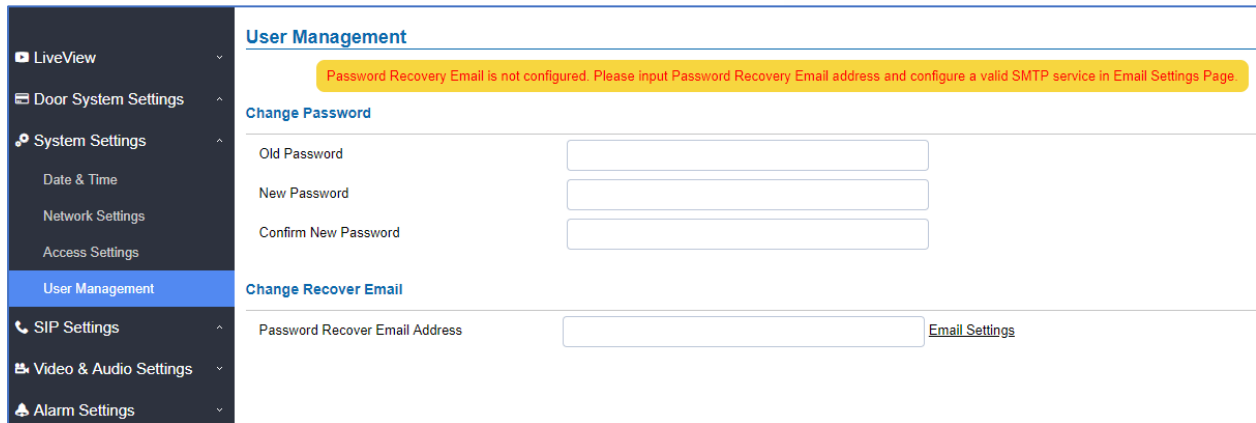 LiveView
Door System Settings
System Settings
Date & Time
Network Settings
Access Settings
User Management
SIP Settings
Video & Audio Settings
Alarm Settings
User Management
Password Recovery Email is not configured. Please input Password Recovery Email address and configure a valid SMTP service in Email Settings Page.
Change Password
Old Password
New Password
Confirm New Password
Change Recover Email
Password Recover Email Address
Email Settings